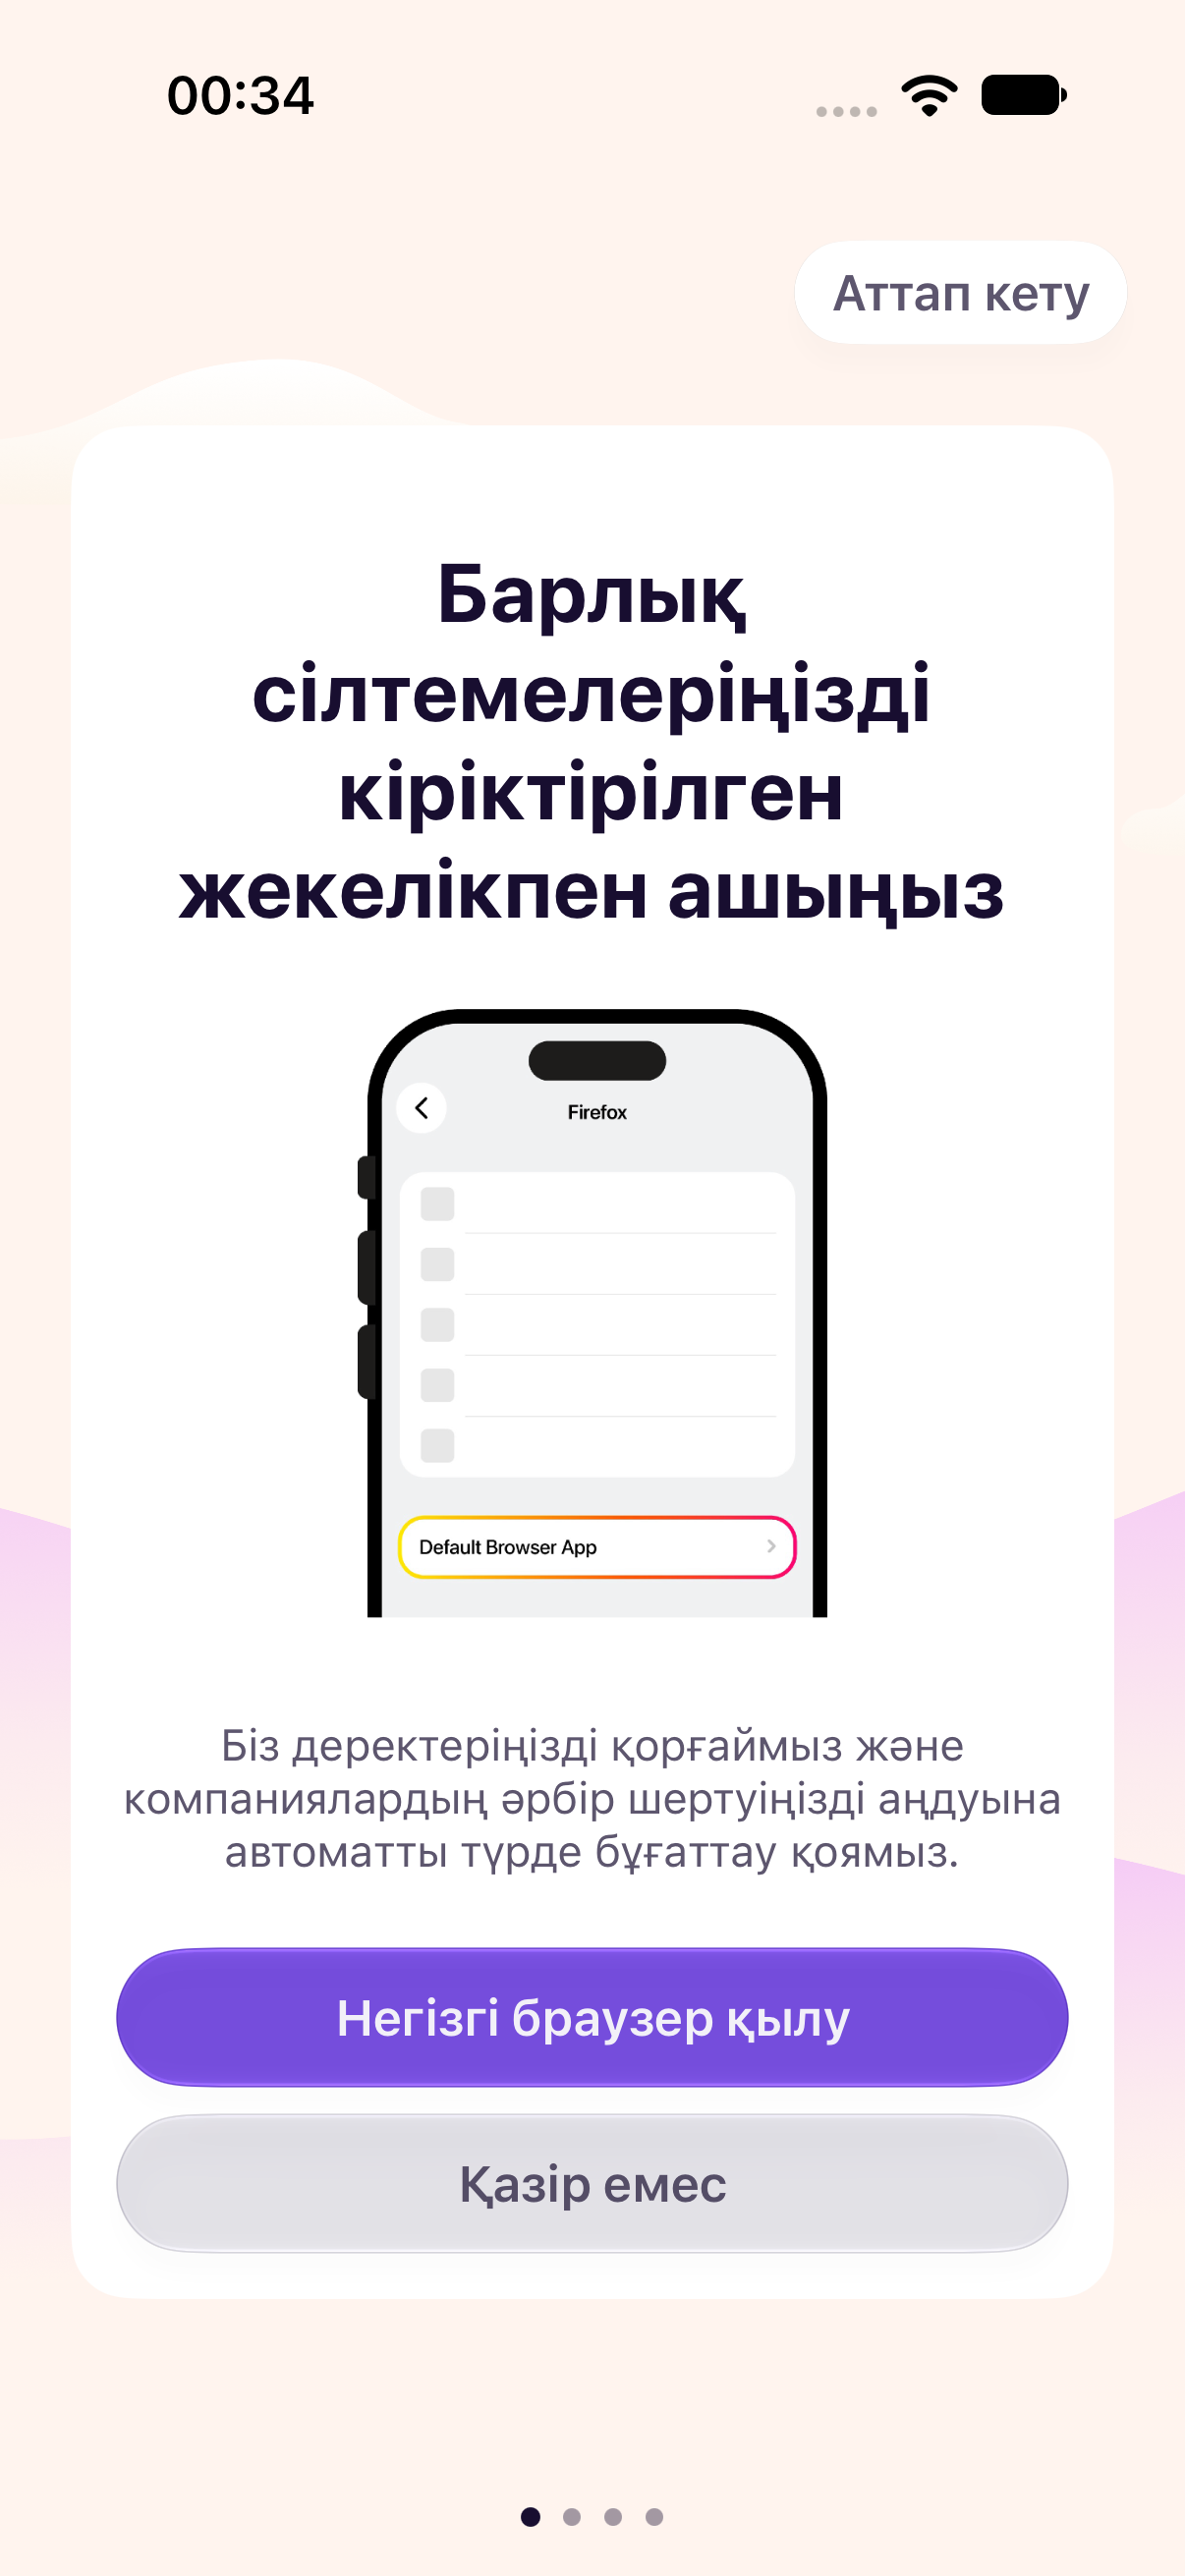 00:34
Аттап кету
Барлық
сілтемелеріңізді
кіріктірілген
жекелікпен ашыңыз
Firefox
Default Browser App
Біз деректеріңізді қорғаймыз және
компаниялардың әрбір шертуіңізді аңдуына
автоматты түрде бұғаттау қоямыз.
Негізгі браузер қылу
Қазір емес